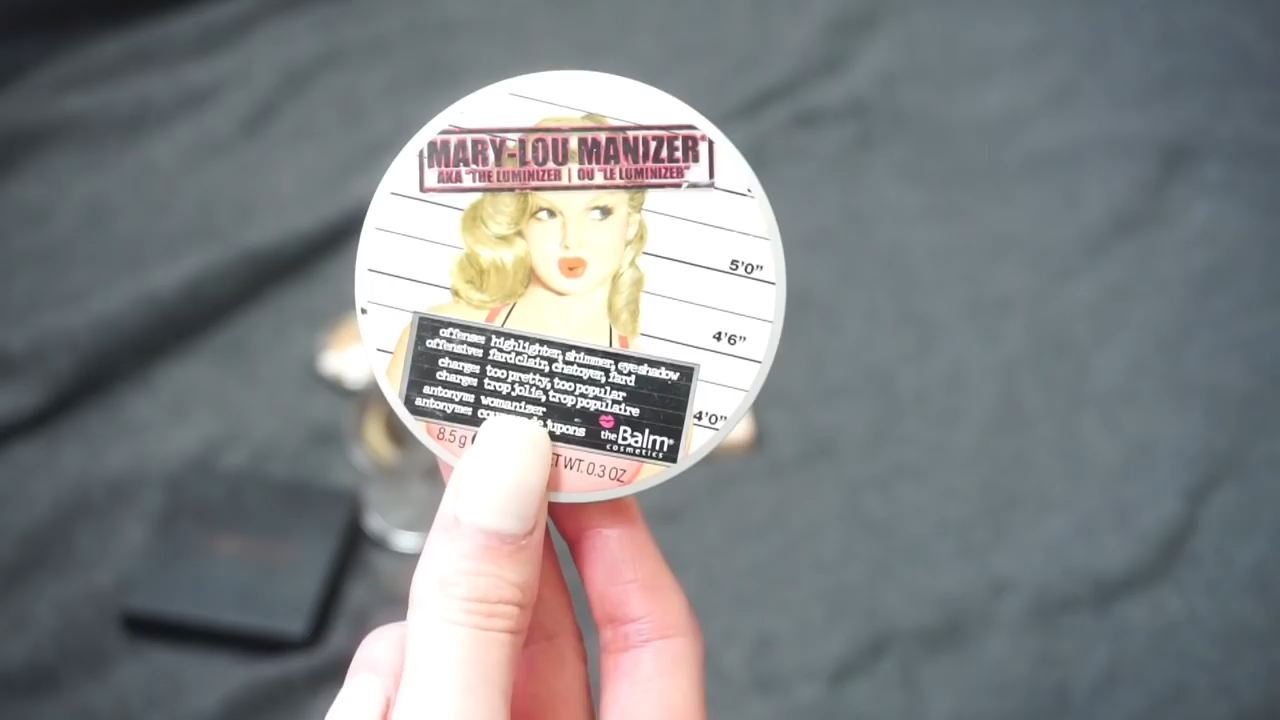 MARY-LOU MANIZER®
AKA "THE LUMINIZER | OU "LE LUMINIZER"
5'0"
4'6"
4'0"
offense: highlighter, shimmer, eyeshadow
offensive: fard clair, chatoyer, fard
charge: too pretty, too popular
charge: trop jolie, trop populaire
antonym: womanizer
antonyme: jupons
theBalm®
cosmetics
8.5 g
WT. 0.3 OZ